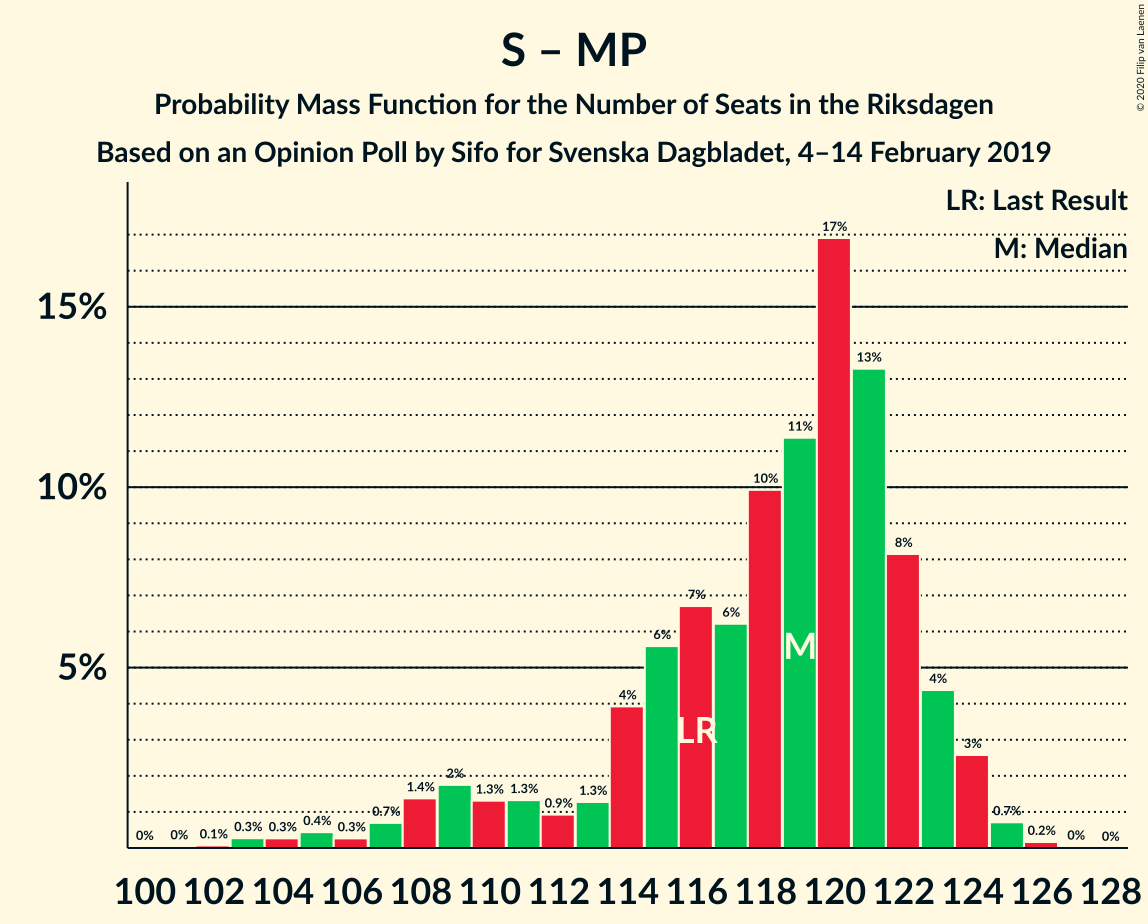 S – MP
Probability Mass Function for the Number of Seats in the Riksdagen
Based on an Opinion Poll by Sifo for Svenska Dagbladet, 4–14 February 2019
© 2020 Filip van Laenen
LR: Last Result
M: Median
15%
10%
5%
0% 0% 0.1% 0.3% 0.3% 0.4% 0.3% 0.7% 1.4% 2% 1.3% 1.3% 0.9% 1.3% 4% 6% 7% 6% 10% 11% 17% 13% 8% 4% 3% 0.7% 0.2% 0% 0%
LR
M
100 102 104 106 108 110 112 114 116 118 120 122 124 126 128